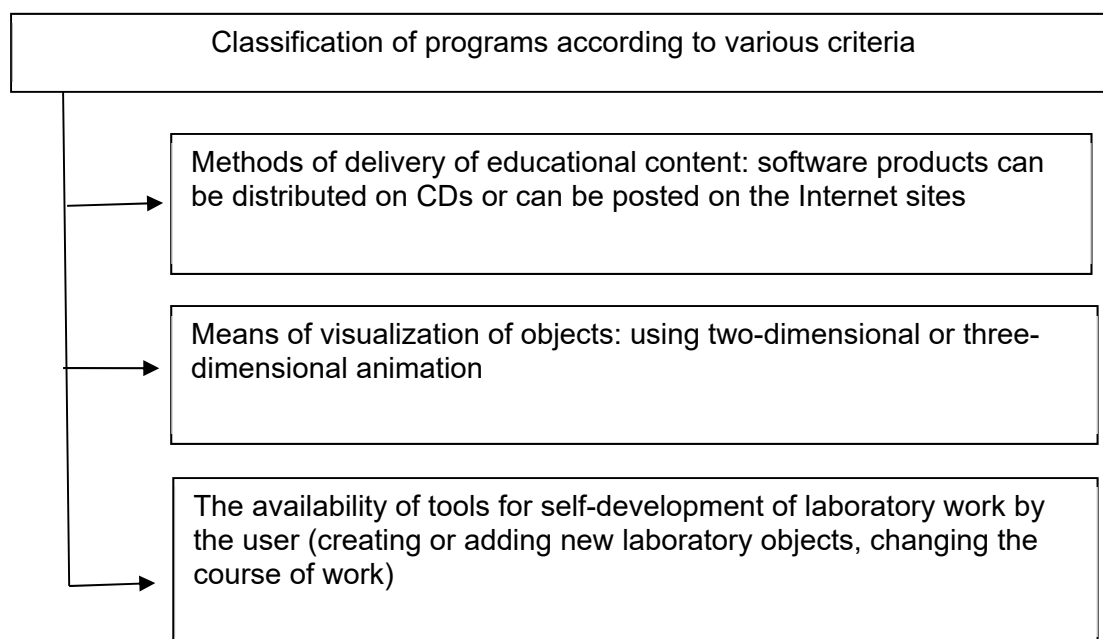 Classification of programs according to various criteria
Methods of delivery of educational content: software products can
be distributed on CDs or can be posted on the Internet sites
Means of visualization of objects: using two-dimensional or three-
dimensional animation
The availability of tools for self-development of laboratory work by
the user (creating or adding new laboratory objects, changing the
course of work)